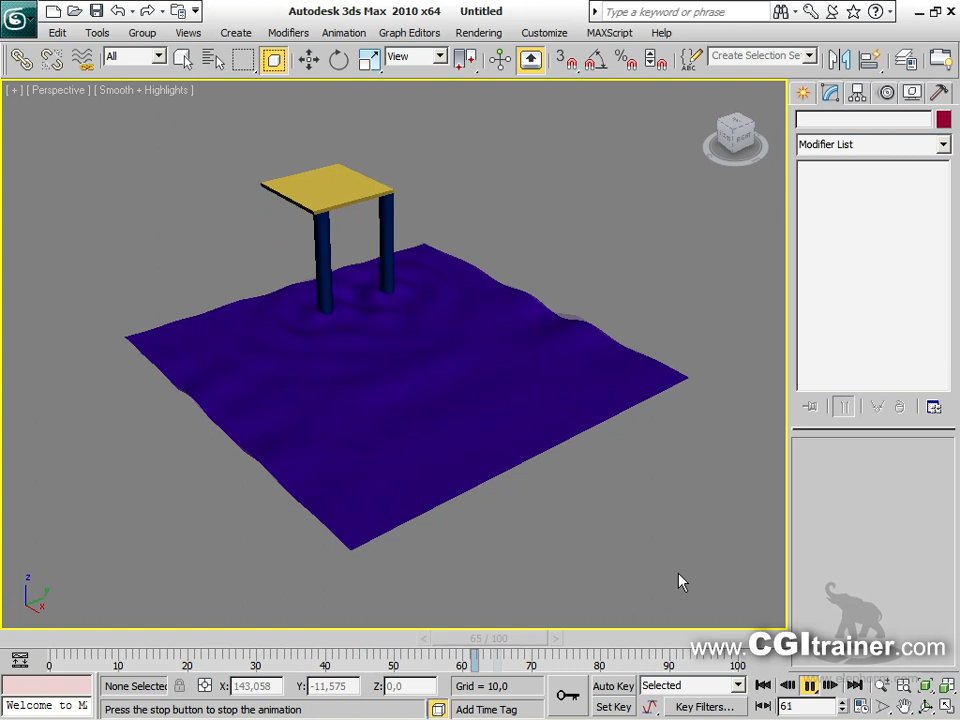 Autodesk 3ds Max 2010 x64 Untitled
Type a keyword or phrase
Edit Tools Group Views Create Modifiers Animation Graph Editors Rendering Customize MAXScript Help
All View Create Selection Se
[ + ] [ Perspective ] [ Smooth + Highlights ]
Modifier List
RIGHT
z
x
65 / 100
0 10 20 30 40 50 60 70 80 90 100
www.CGItrainer.com
None Selected X: 143,058 Y: -11,575 Z: 0,0 Grid = 10,0 Auto Key Selected
Welcome to M Press the stop button to stop the animation Add Time Tag Set Key Key Filters... 61